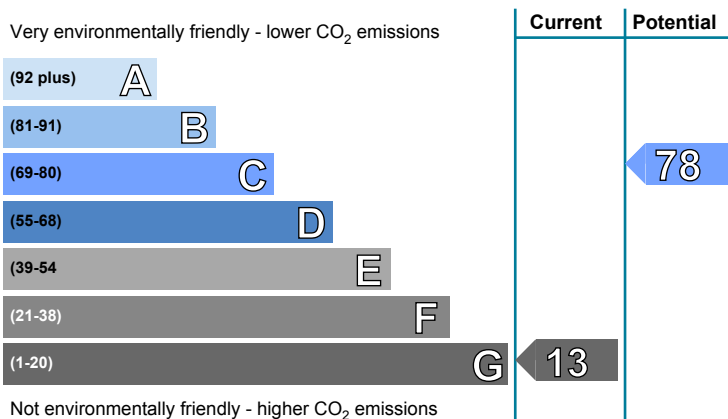 Current Potential
Very environmentally friendly - lower CO2 emissions
(92 plus) A
(81-91) B
(69-80) C
78
(55-68) D
(39-54 E
(21-38) F
(1-20) G
13
Not environmentally friendly - higher CO2 emissions